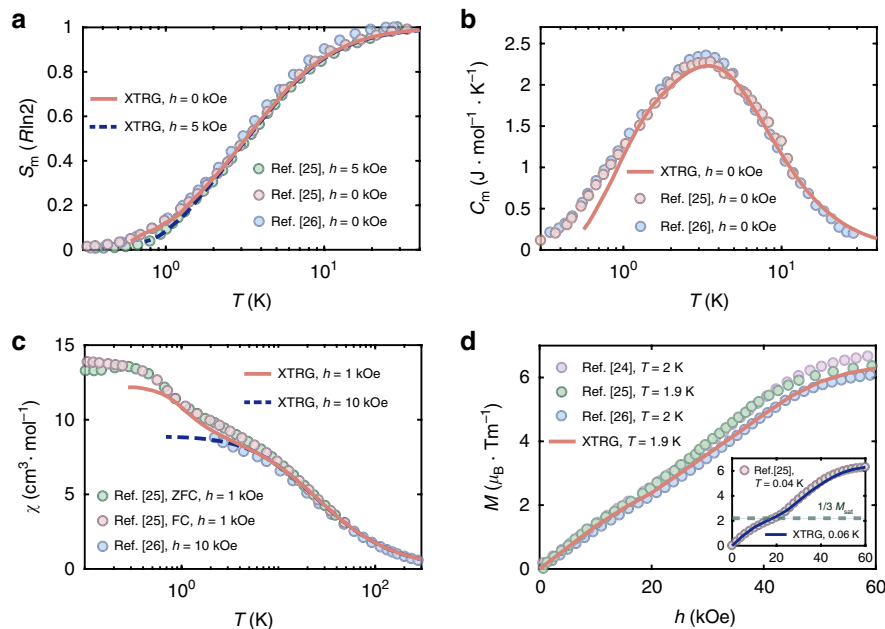 a
1
0.8
0.6
0.4
0.2
0
S_m (Rln2)
XTRG, h = 0 kOe
XTRG, h = 5 kOe
Ref. [25], h = 5 kOe
Ref. [25], h = 0 kOe
Ref. [26], h = 0 kOe
10^0
10^1
T (K)
b
2.5
2
1.5
1
0.5
0
C_m (J · mol^−1 · K^−1)
XTRG, h = 0 kOe
Ref. [25], h = 0 kOe
Ref. [26], h = 0 kOe
10^0
10^1
T (K)
c
15
10
5
0
χ (cm^3 · mol^−1)
XTRG, h = 1 kOe
XTRG, h = 10 kOe
Ref. [25], ZFC, h = 1 kOe
Ref. [25], FC, h = 1 kOe
Ref. [26], h = 10 kOe
10^0
10^2
T (K)
d
8
6
4
2
0
M (μ_B · Tm^−1)
Ref. [24], T = 2 K
Ref. [25], T = 1.9 K
Ref. [26], T = 2 K
XTRG, T = 1.9 K
6
4
2
0
Ref.[25],
T = 0.04 K
1/3 M_sat
XTRG, 0.06 K
0 20 40 60
0 20 40 60
h (kOe)